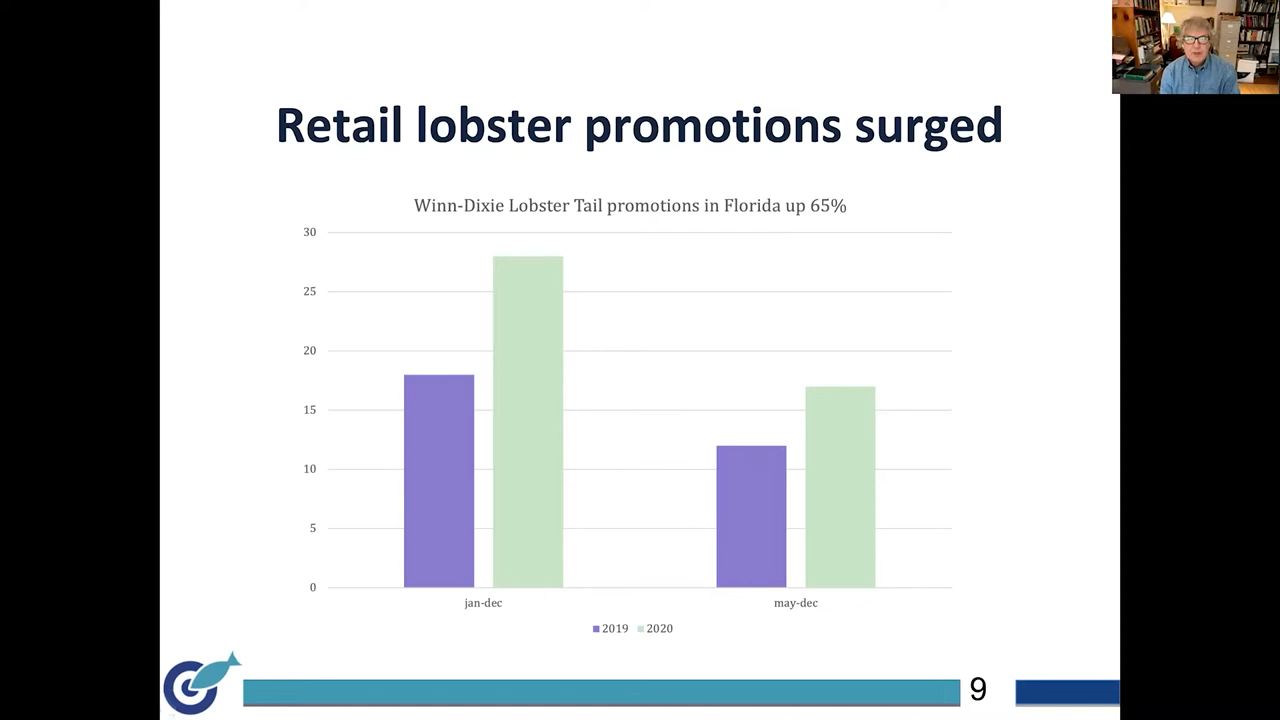 Retail lobster promotions surged
Winn-Dixie Lobster Tail promotions in Florida up 65%
30
25
20
15
10
5
0
jan-dec
may-dec
2019 2020
9